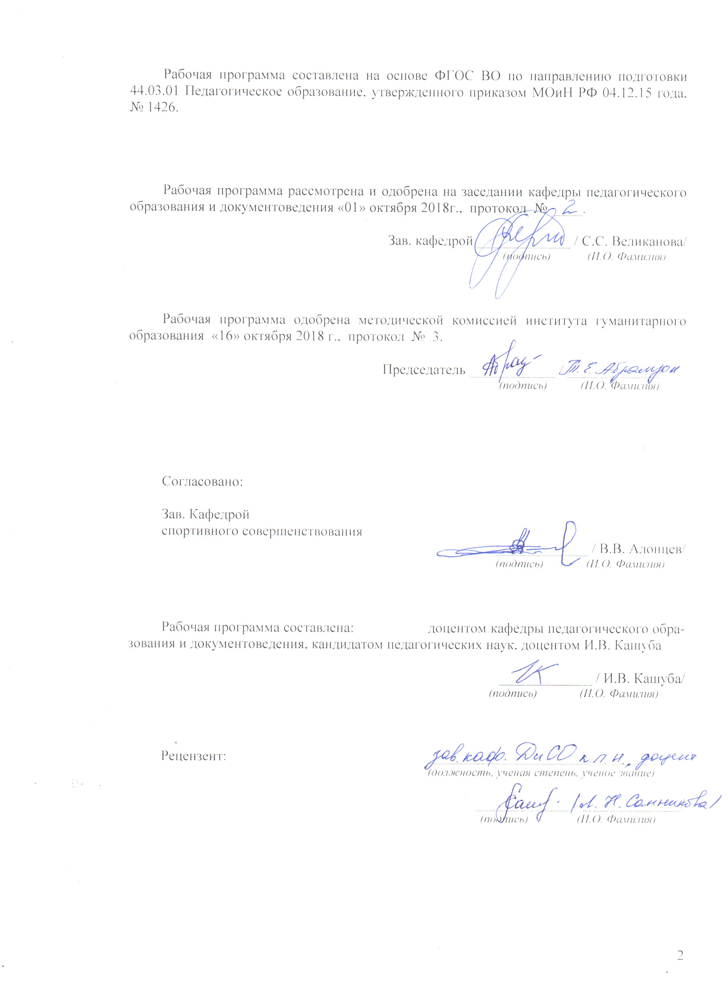 Рабочая программа составлена на основе ФГОС ВО по направлению подготовки
44.03.01 Педагогическое образование, утвержденного приказом МОиН РФ 04.12.15 года,
№ 1426.
Рабочая программа рассмотрена и одобрена на заседании кафедры педагогического
образования и документоведения «01» октября 2018г., протокол № 2.
Зав. кафедрой / С.С. Великанова/
(подпись) (И.О. Фамилия)
Рабочая программа одобрена методической комиссией института гуманитарного
образования «16» октября 2018 г., протокол № 3.
Председатель / Т.Е. Абрамзон
(подпись) (И.О. Фамилия)
Согласовано:
Зав. Кафедрой
спортивного совершенствования
/ В.В. Алонцев/
(подпись) (И.О. Фамилия)
Рабочая программа составлена: доцентом кафедры педагогического обра-
зования и документоведения, кандидатом педагогических наук, доцентом И.В. Кашуба
/ И.В. Кашуба/
(подпись) (И.О. Фамилия)
Рецензент: зав. каф. ДиСО к.п.н., доцент
(должность, ученая степень, ученое звание)
/Л.Н. Санникова/
(подпись) (И.О. Фамилия)
2